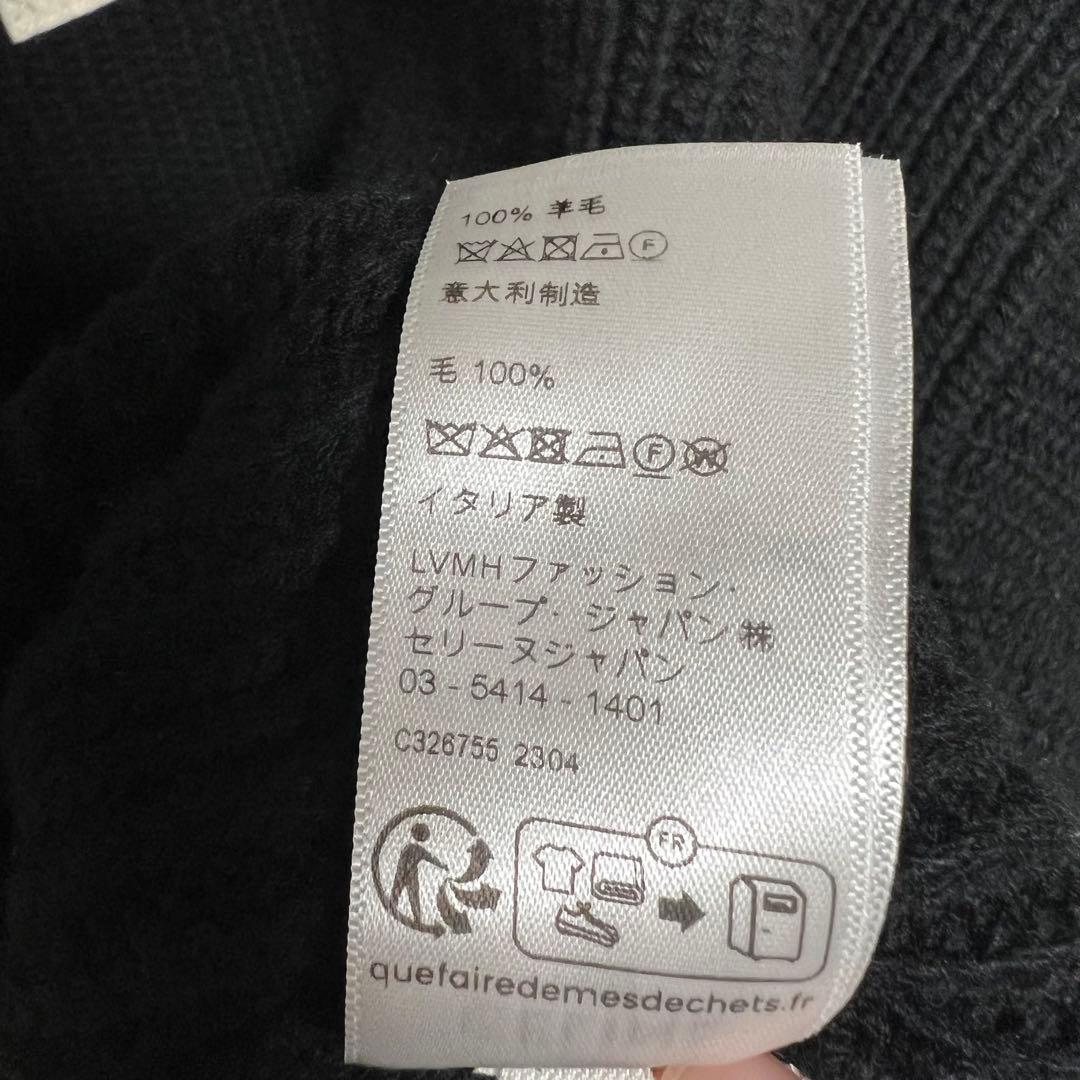 100% 羊毛
F
意大利制造
毛 100%
F W
イタリア製
LVMHファッション・
グループ・ジャパン 株
セリーヌジャパン
03 - 5414 - 1401
C326755 2304
FR
quefairedemesdechets.fr